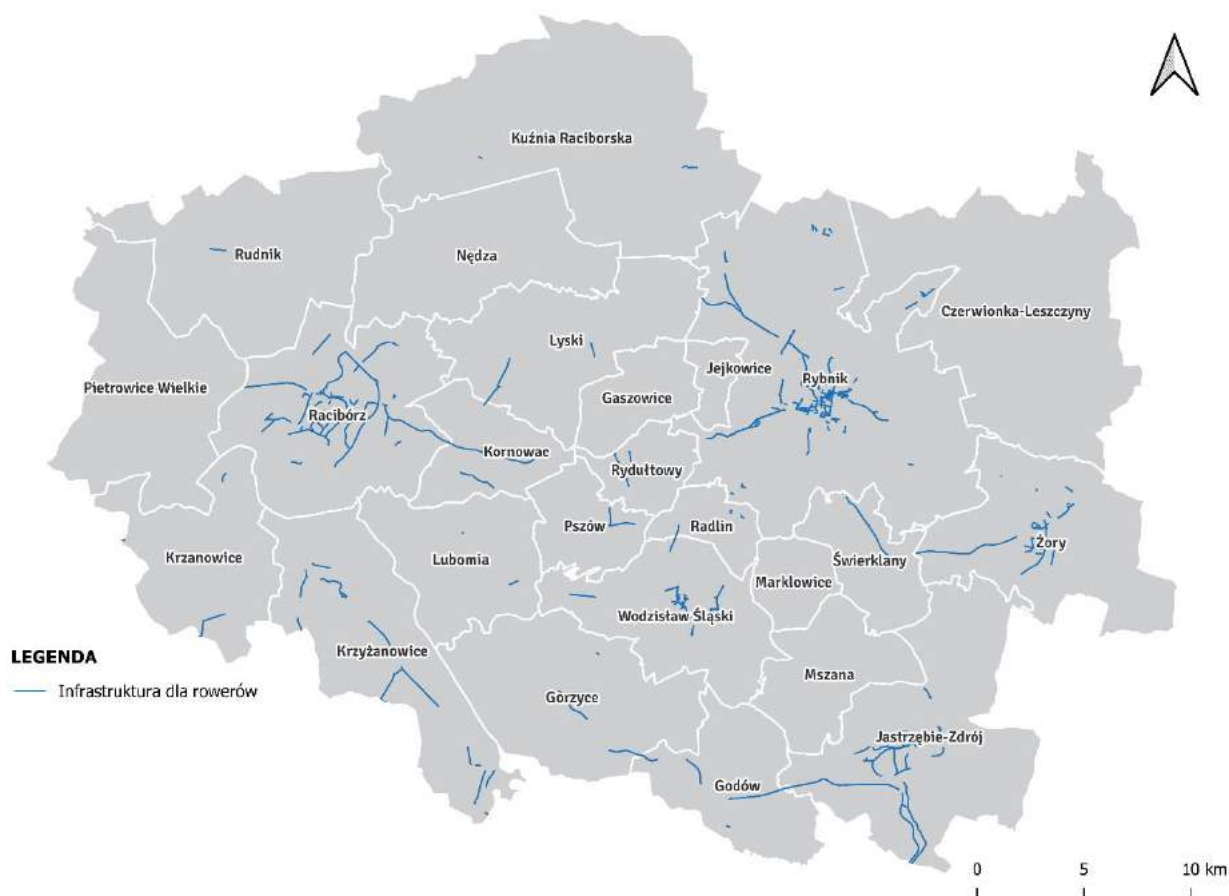 Kuźnia Raciborska
Rudnik
Nędza
Czerwionka-Leszczyny
Lyski
Jejkowice
Rybnik
Pietrowice Wielkie
Gaszowice
Racibórz
Kornowac
Rydułtowy
Pszów
Radlin
Żory
Krzanowice
Lubomia
Świerklany
Marklowice
Wodzisław Śląski
Krzyżanowice
Mszana
LEGENDA
Infrastruktura dla rowerów
Górzyce
Jastrzębie-Zdrój
Godów
0 5 10 km